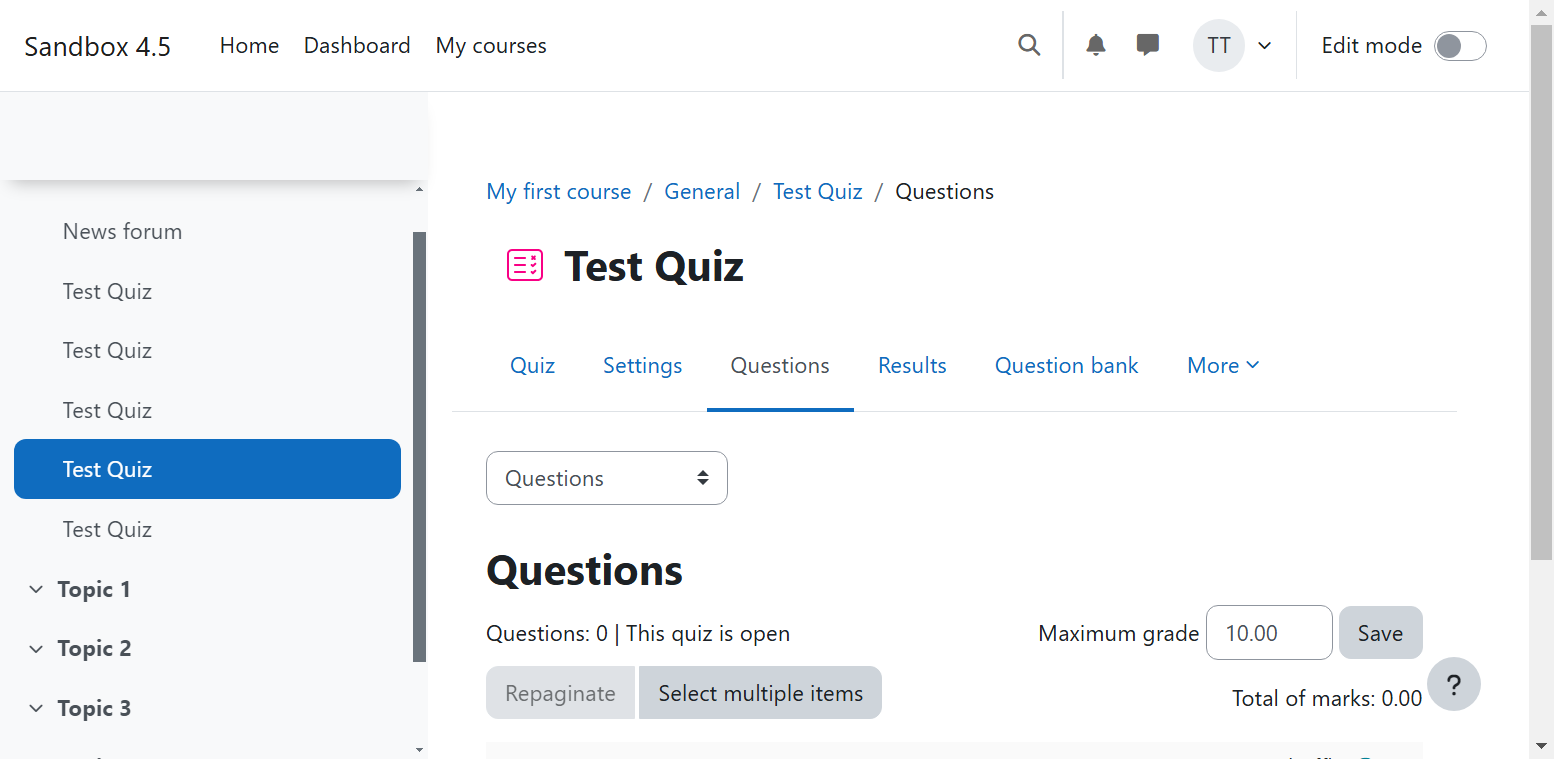 Sandbox 4.5 Home Dashboard My courses TT Edit mode
News forum
Test Quiz
Test Quiz
Test Quiz
Test Quiz
Test Quiz
Topic 1
Topic 2
Topic 3
My first course / General / Test Quiz / Questions
Test Quiz
Quiz Settings Questions Results Question bank More
Questions
Questions
Questions: 0 | This quiz is open
Maximum grade 10.00 Save
Repaginate Select multiple items
Total of marks: 0.00
?